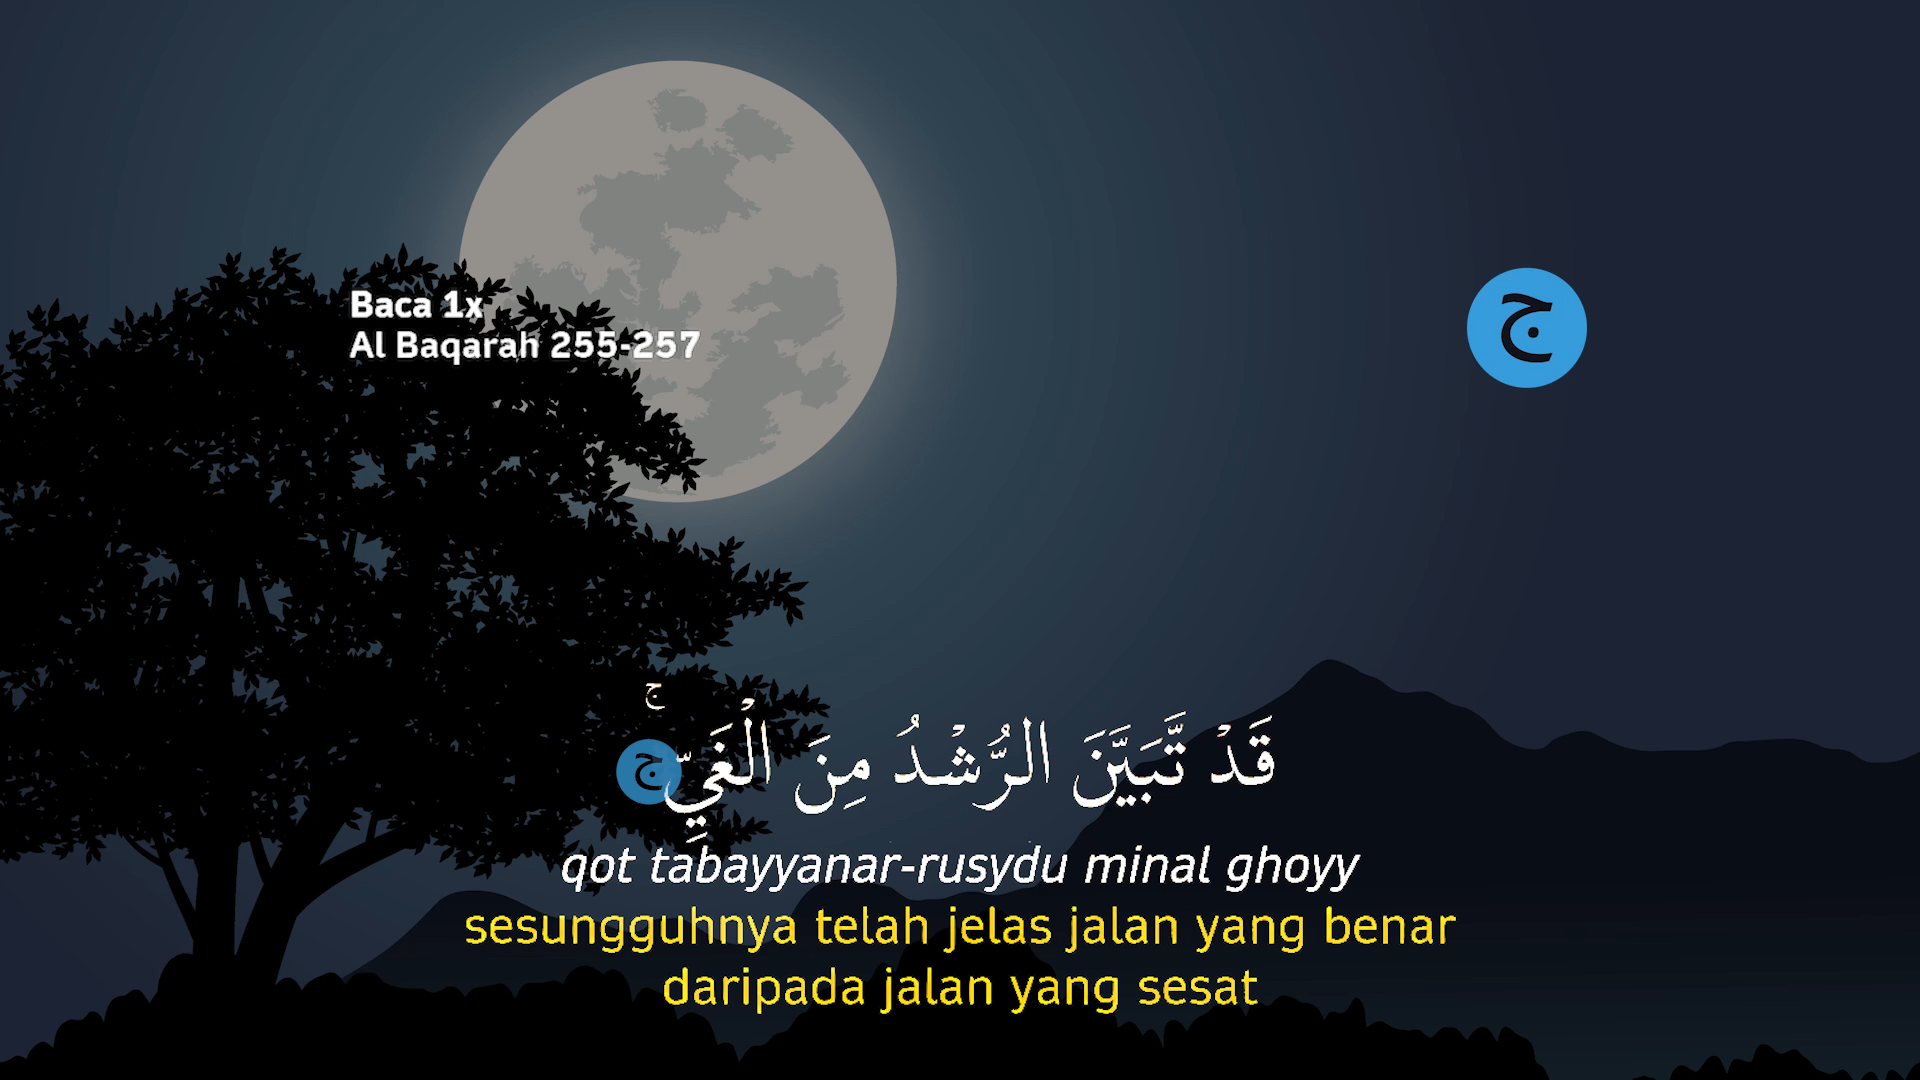 Baca 1x
Al Baqarah 255-257
ج
قَدْ تَّبَيَّنَ الرُّشْدُ مِنَ الْغَيِّۚ ج
qot tabayyanar-rusydu minal ghoyy
sesungguhnya telah jelas jalan yang benar
daripada jalan yang sesat